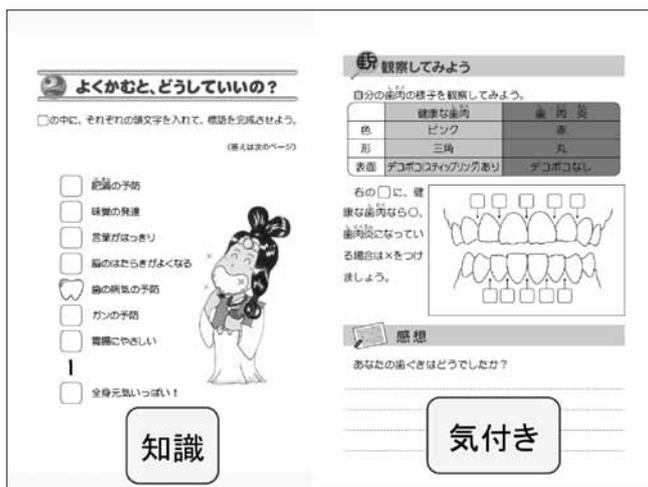 2 よくかむと、どうしていいの？
□の中に、それぞれの頭文字を入れて、標語を完成させよう。
（答えは次のページ）
□ 肥満の予防
□ 味覚の発達
□ 言葉がはっきり
□ 脳のはたらきがよくなる
歯の病気の予防
□ ガンの予防
□ 胃腸にやさしい
ー
□ 全身元気いっぱい！
知識
観察してみよう
自分の歯肉の様子を観察してみよう。
健康な歯肉 歯肉炎
色 ピンク 赤
形 三角 丸
表面 デコボコ（スティップリング）あり デコボコなし
右の□に、健
康な歯肉なら○、
歯肉炎になってい
る場合は×をつけ
ましょう。
感想
あなたの歯ぐきはどうでしたか？
気付き